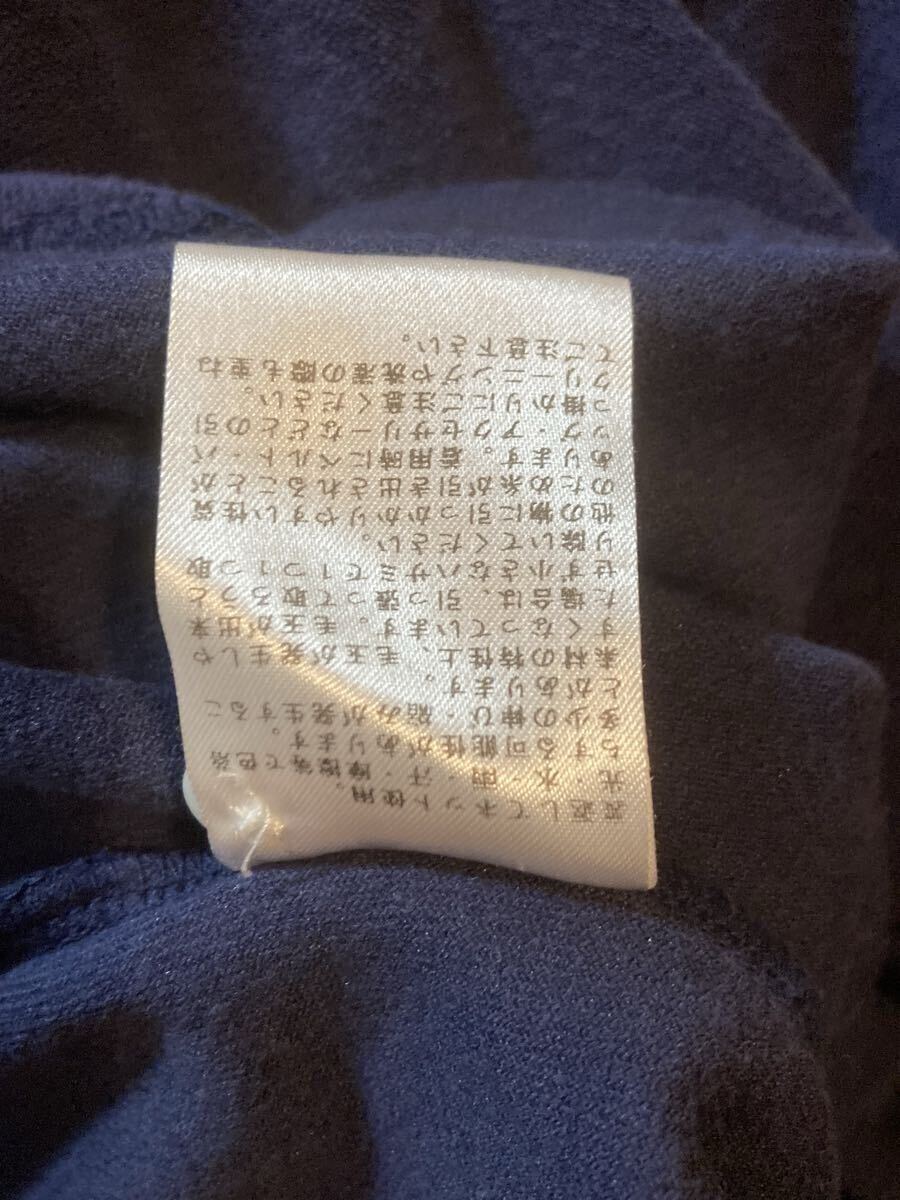 裏返してネット使用。
光・水・雨・汗・摩擦等で色落
ちする可能性があります。
多少の伸び・縮みが発生するこ
とがあります。
素材の特性上、毛玉が発生しや
すくなっています。毛玉が出来
た場合は、引っ張って取ろうと
せず小さなハサミで1つ1つ取
り除いてください。
他の物に引っかかりやすい性質
のため糸が引き出されることが
あります。着用時にベルト・バ
ッグ・アクセサリーなどとの引
っ掛かりにご注意ください。
クリーニングや洗濯の際も重ね
てご注意下さい。